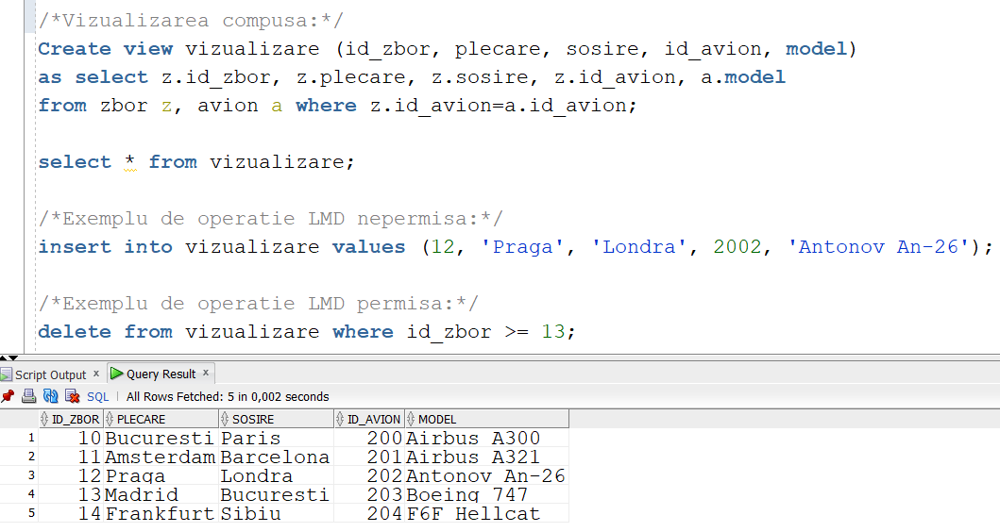 /*Vizualizarea compusa:*/
Create view vizualizare (id_zbor, plecare, sosire, id_avion, model)
as select z.id_zbor, z.plecare, z.sosire, z.id_avion, a.model
from zbor z, avion a where z.id_avion=a.id_avion;
select * from vizualizare;
/*Exemplu de operatie LMD nepermisa:*/
insert into vizualizare values (12, 'Praga', 'Londra', 2002, 'Antonov An-26');
/*Exemplu de operatie LMD permisa:*/
delete from vizualizare where id_zbor >= 13;
Script Output x Query Result x
SQL | All Rows Fetched: 5 in 0,002 seconds
ID_ZBOR PLECARE SOSIRE ID_AVION MODEL
1 10 Bucuresti Paris 200 Airbus A300
2 11 Amsterdam Barcelona 201 Airbus A321
3 12 Praga Londra 202 Antonov An-26
4 13 Madrid Bucuresti 203 Boeing 747
5 14 Frankfurt Sibiu 204 F6F Hellcat